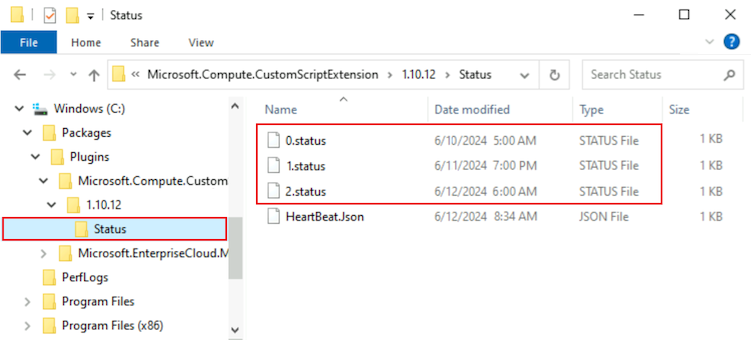 Status
File Home Share View
« Microsoft.Compute.CustomScriptExtension > 1.10.12 > Status Search Status
Name Date modified Type Size
Windows (C:)
Packages
Plugins
Microsoft.Compute.Custom
1.10.12
Status
Microsoft.EnterpriseCloud.M
PerfLogs
Program Files
Program Files (x86)
0.status 6/10/2024 5:00 AM STATUS File 1 KB
1.status 6/11/2024 7:00 PM STATUS File 1 KB
2.status 6/12/2024 6:00 AM STATUS File 1 KB
HeartBeat.Json 6/12/2024 8:34 AM JSON File 1 KB